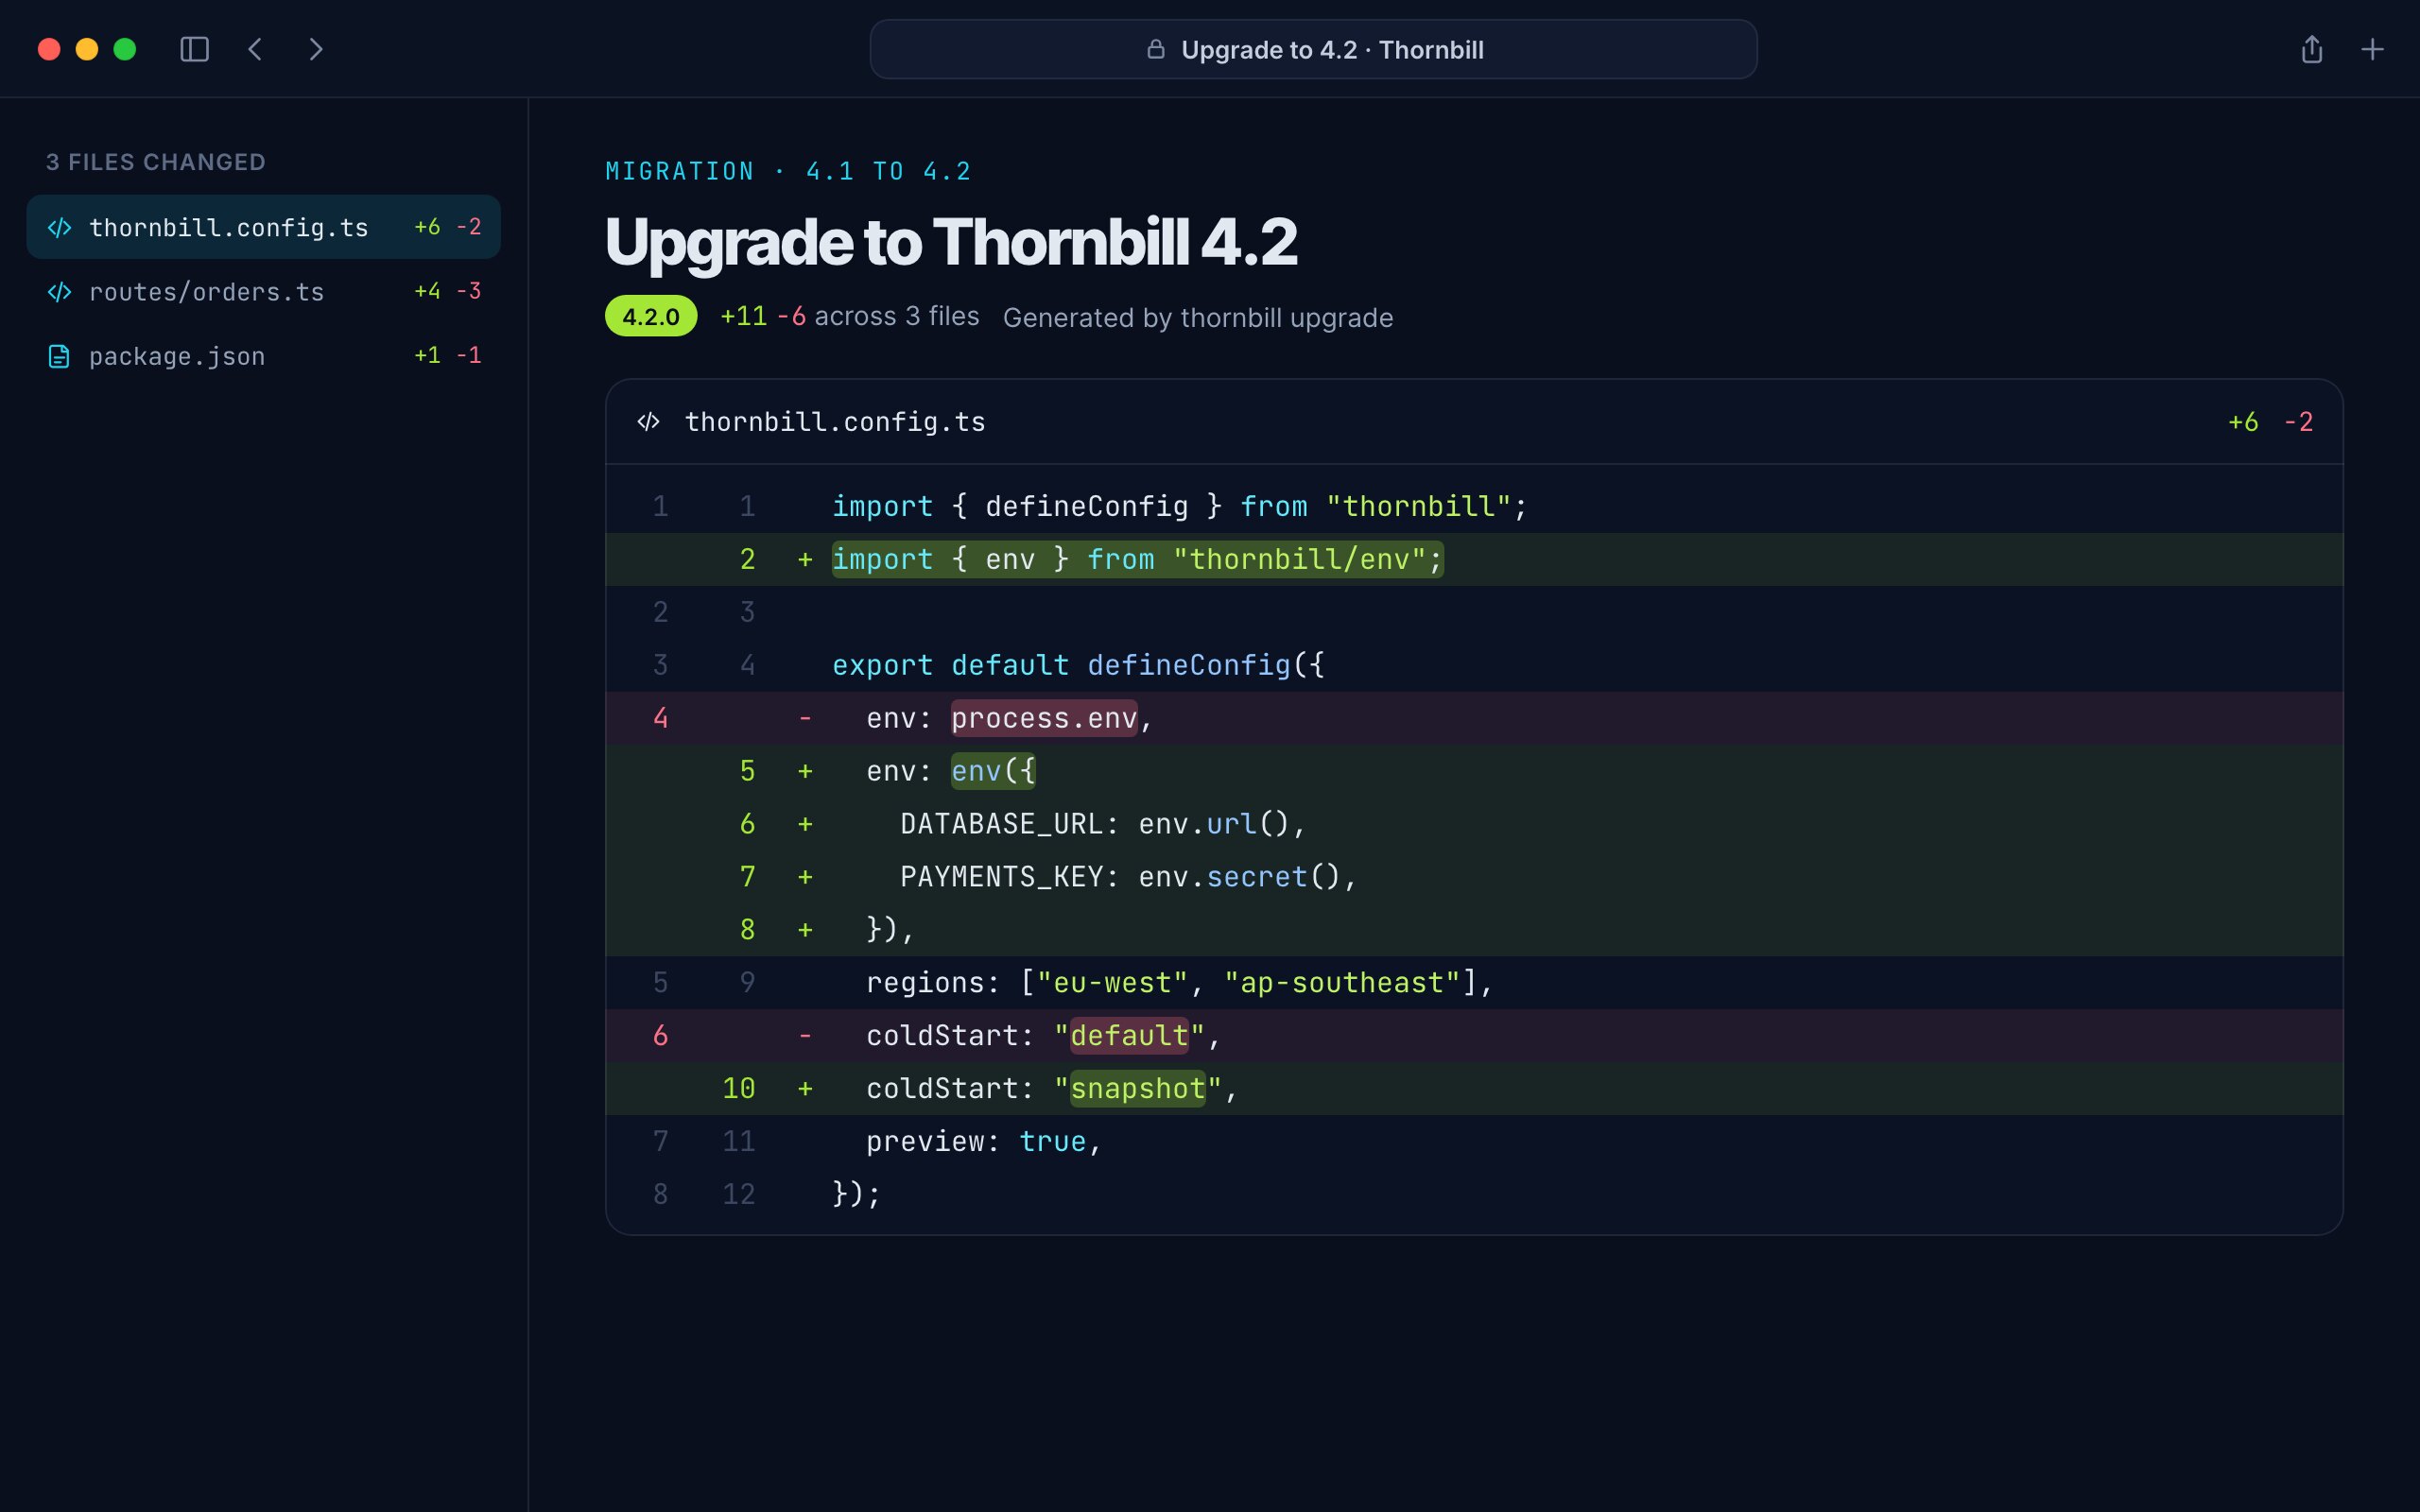 Upgrade to 4.2 · Thornbill
3 FILES CHANGED
thornbill.config.ts +6 -2
routes/orders.ts +4 -3
package.json +1 -1
MIGRATION · 4.1 TO 4.2
Upgrade to Thornbill 4.2
4.2.0 +11 -6 across 3 files Generated by thornbill upgrade
thornbill.config.ts +6 -2
1 1 import { defineConfig } from "thornbill";
2 + import { env } from "thornbill/env";
2 3
3 4 export default defineConfig({
4 - env: process.env,
5 + env: env({
6 + DATABASE_URL: env.url(),
7 + PAYMENTS_KEY: env.secret(),
8 + }),
5 9 regions: ["eu-west", "ap-southeast"],
6 - coldStart: "default",
10 + coldStart: "snapshot",
7 11 preview: true,
8 12 });